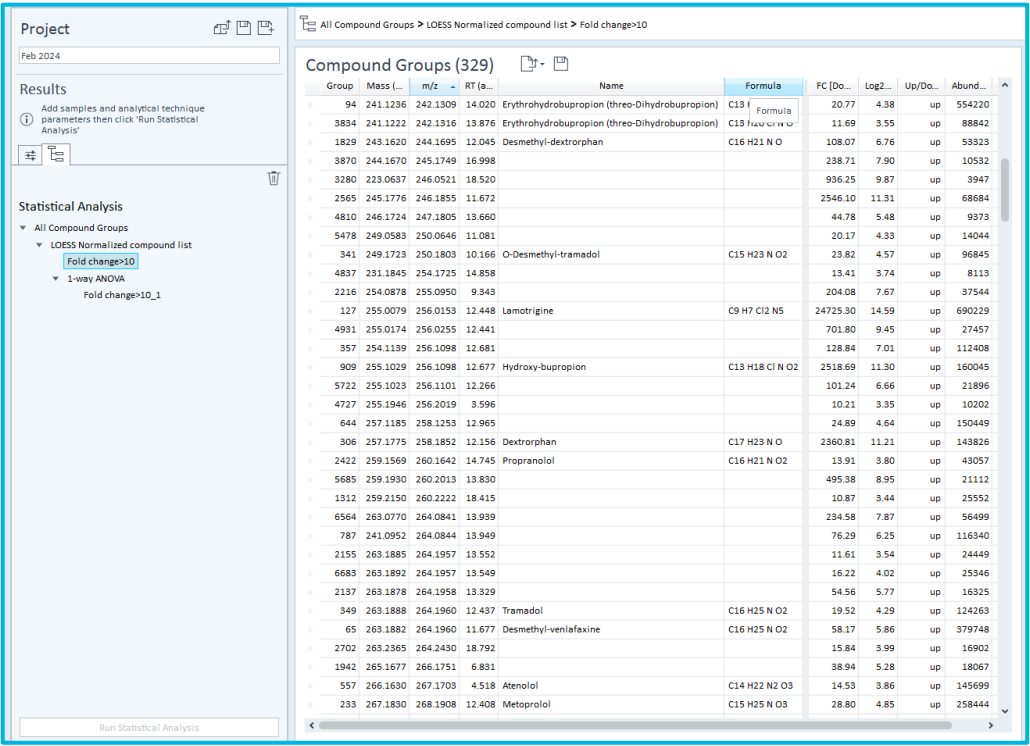 Project
Feb 2024
Results
Add samples and analytical technique
parameters then click 'Run Statistical
Analysis'
Statistical Analysis
All Compound Groups
LOESS Normalized compound list
Fold change>10
1-way ANOVA
Fold change>10_1
Run Statistical Analysis
All Compound Groups > LOESS Normalized compound list > Fold change>10
Compound Groups (329)
Group Mass (... m/z RT (a... Name Formula FC [Do... Log2... Up/Do... Abund...
94 241.1236 242.1309 14.020 Erythrohydrobupropion (threo-Dihydrobupropion) C13 20.77 4.38 up 554220
Formula
3834 241.1222 242.1316 13.876 Erythrohydrobupropion (threo-Dihydrobupropion) C13 H20 Cl N O 11.69 3.55 up 88842
1829 243.1620 244.1695 12.045 Desmethyl-dextrorphan C16 H21 N O 108.07 6.76 up 53323
3870 244.1670 245.1749 16.998 238.71 7.90 up 10532
3280 223.0637 246.0521 18.520 936.25 9.87 up 3947
2565 245.1776 246.1855 11.672 2546.10 11.31 up 68684
4810 246.1724 247.1805 13.660 44.78 5.48 up 9373
5478 249.0583 250.0646 11.081 20.17 4.33 up 14044
341 249.1723 250.1803 10.166 O-Desmethyl-tramadol C15 H23 N O2 23.82 4.57 up 96845
4837 231.1845 254.1725 14.858 13.41 3.74 up 8113
2216 254.0878 255.0950 9.343 204.08 7.67 up 37544
127 255.0079 256.0153 12.448 Lamotrigine C9 H7 Cl2 N5 24725.30 14.59 up 690229
4931 255.0174 256.0255 12.441 701.80 9.45 up 27457
357 254.1139 256.1098 12.681 128.84 7.01 up 112408
909 255.1029 256.1098 12.677 Hydroxy-bupropion C13 H18 Cl N O2 2518.69 11.30 up 160045
5722 255.1023 256.1101 12.266 101.24 6.66 up 21896
4727 255.1946 256.2019 3.596 10.21 3.35 up 10202
644 257.1185 258.1253 12.965 24.89 4.64 up 150449
306 257.1775 258.1852 12.156 Dextrorphan C17 H23 N O 2360.81 11.21 up 143826
2422 259.1569 260.1642 14.745 Propranolol C16 H21 N O2 13.91 3.80 up 43057
5685 259.1930 260.2013 13.830 495.38 8.95 up 21112
1312 259.2150 260.2222 18.415 10.87 3.44 up 25552
6564 263.0770 264.0841 13.939 234.58 7.87 up 56499
787 241.0952 264.0844 13.949 76.29 6.25 up 116340
2155 263.1885 264.1957 13.552 11.61 3.54 up 24449
6683 263.1892 264.1957 13.549 16.22 4.02 up 25346
2137 263.1878 264.1958 13.329 54.56 5.77 up 16325
349 263.1888 264.1960 12.437 Tramadol C16 H25 N O2 19.52 4.29 up 124263
65 263.1882 264.1960 11.677 Desmethyl-venlafaxine C16 H25 N O2 58.17 5.86 up 379748
2702 263.2365 264.2430 18.792 15.84 3.99 up 16902
1942 265.1677 266.1751 6.831 38.94 5.28 up 18067
557 266.1630 267.1703 4.518 Atenolol C14 H22 N2 O3 14.53 3.86 up 145699
233 267.1830 268.1908 12.408 Metoprolol C15 H25 N O3 28.80 4.85 up 258444